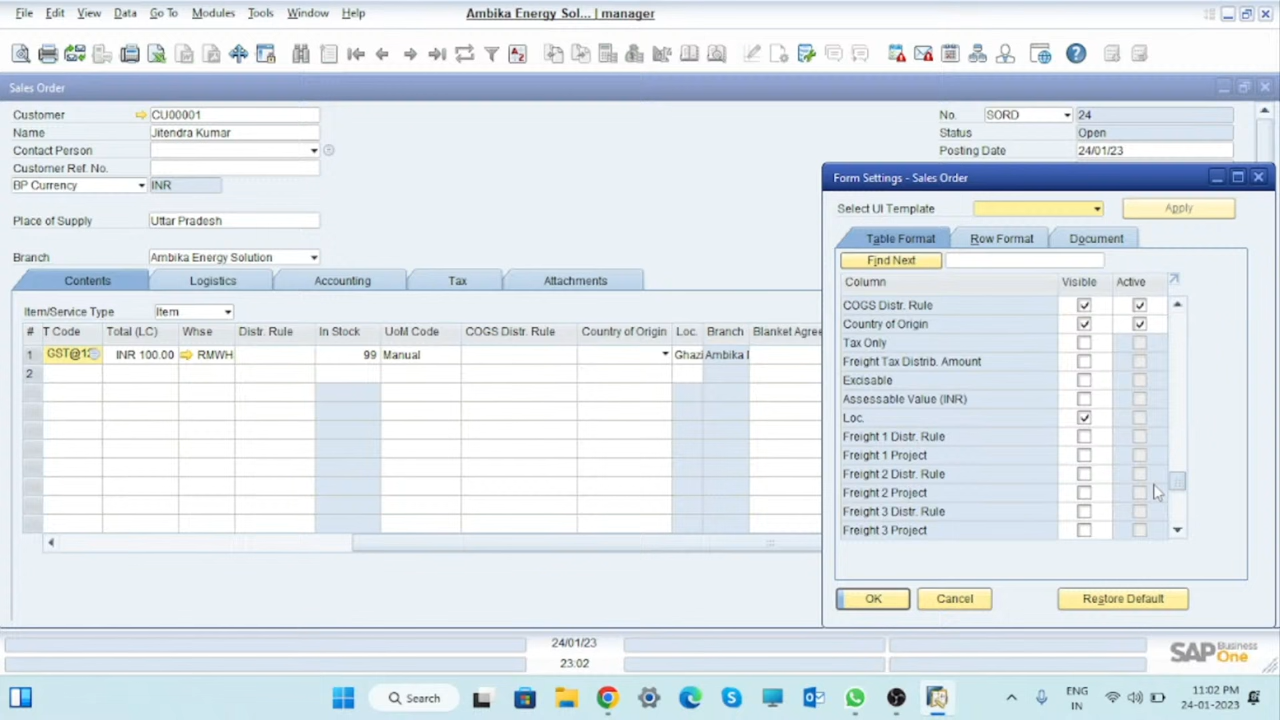 File Edit View Data Go To Modules Tools Window Help Ambika Energy Sol... | manager
Sales Order
Customer CU00001 No. SORD 24
Name Jitendra Kumar Status Open
Contact Person Posting Date 24/01/23
Customer Ref. No.
BP Currency INR
Form Settings - Sales Order
Select UI Template Apply
Place of Supply Uttar Pradesh
Table Format Row Format Document
Branch Ambika Energy Solution
Find Next
Contents Logistics Accounting Tax Attachments
Column Visible Active
Item/Service Type Item
COGS Distr. Rule
Country of Origin
# T Code Total (LC) Whse Distr. Rule In Stock UoM Code COGS Distr. Rule Country of Origin Loc. Branch Blanket Agree
Tax Only
1 INR 100.00 RMWH 99 Manual Ghazi Ambika
Freight Tax Distrib. Amount
2
Excisable
Assessable Value (INR)
Loc.
Freight 1 Distr. Rule
Freight 1 Project
Freight 2 Distr. Rule
Freight 2 Project
Freight 3 Distr. Rule
Freight 3 Project
OK Cancel Restore Default
24/01/23
23:02
SAP Business One
Search ENG IN 11:02 PM 24-01-2023